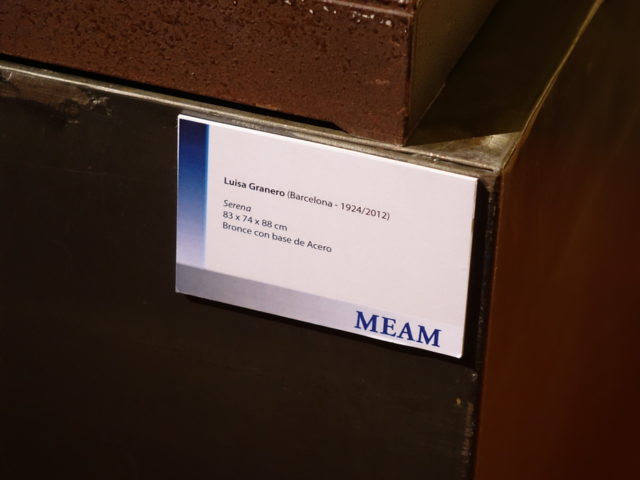 Luisa Granero (Barcelona - 1924/2012)
Serena
83 x 74 x 88 cm
Bronce con base de Acero
MEAM